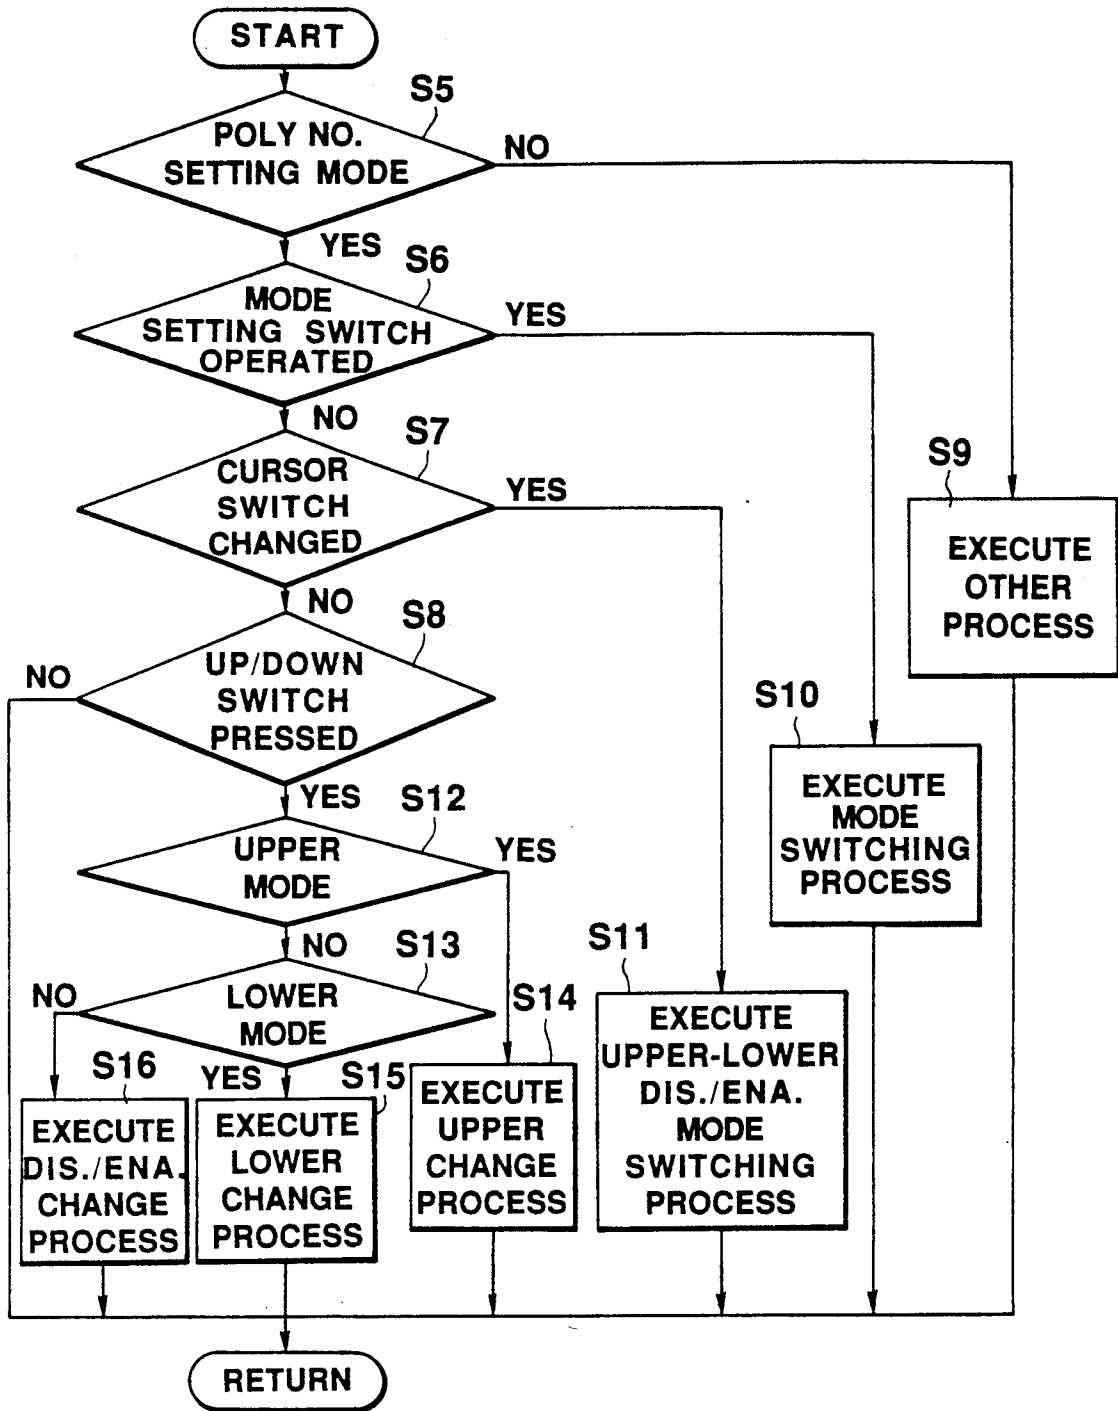 START
S5
POLY NO.
SETTING MODE
NO
YES
S6
MODE
SETTING SWITCH
OPERATED
YES
NO
S7
CURSOR
SWITCH
CHANGED
YES
NO
S8
UP/DOWN
SWITCH
PRESSED
NO
YES
S9
EXECUTE
OTHER
PROCESS
S10
EXECUTE
MODE
SWITCHING
PROCESS
S12
UPPER
MODE
YES
NO
S13
LOWER
MODE
NO
YES
S11
EXECUTE
UPPER-LOWER
DIS./ENA.
MODE
SWITCHING
PROCESS
S14
EXECUTE
UPPER
CHANGE
PROCESS
S15
EXECUTE
LOWER
CHANGE
PROCESS
S16
EXECUTE
DIS./ENA.
CHANGE
PROCESS
RETURN